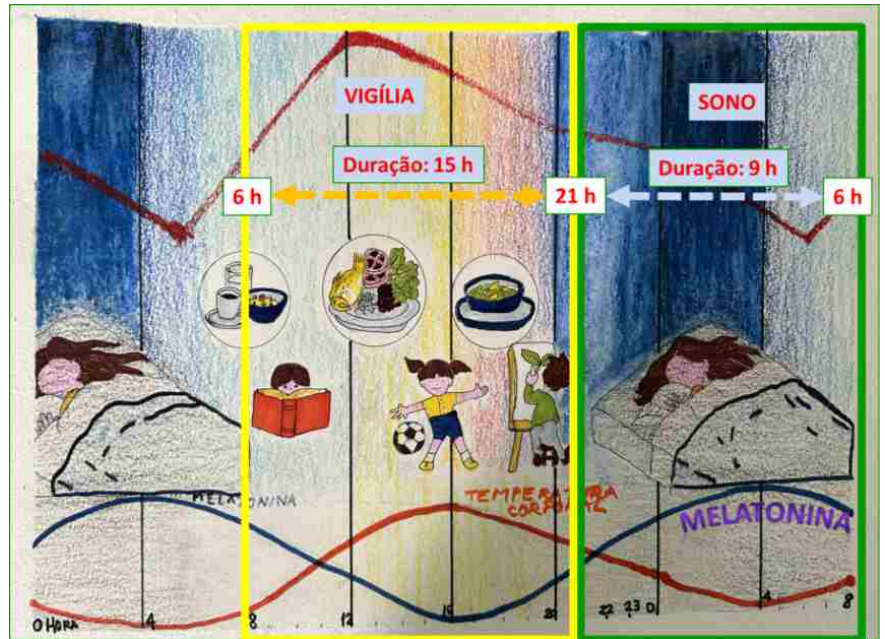 VIGÍLIA
SONO
Duração: 15 h
Duração: 9 h
6 h
21 h
6 h
MELATONINA
TEMPERATURA
CORPORAL
MELATONINA
0 HORA 4 8 12 16 20 22 23 0 4 8